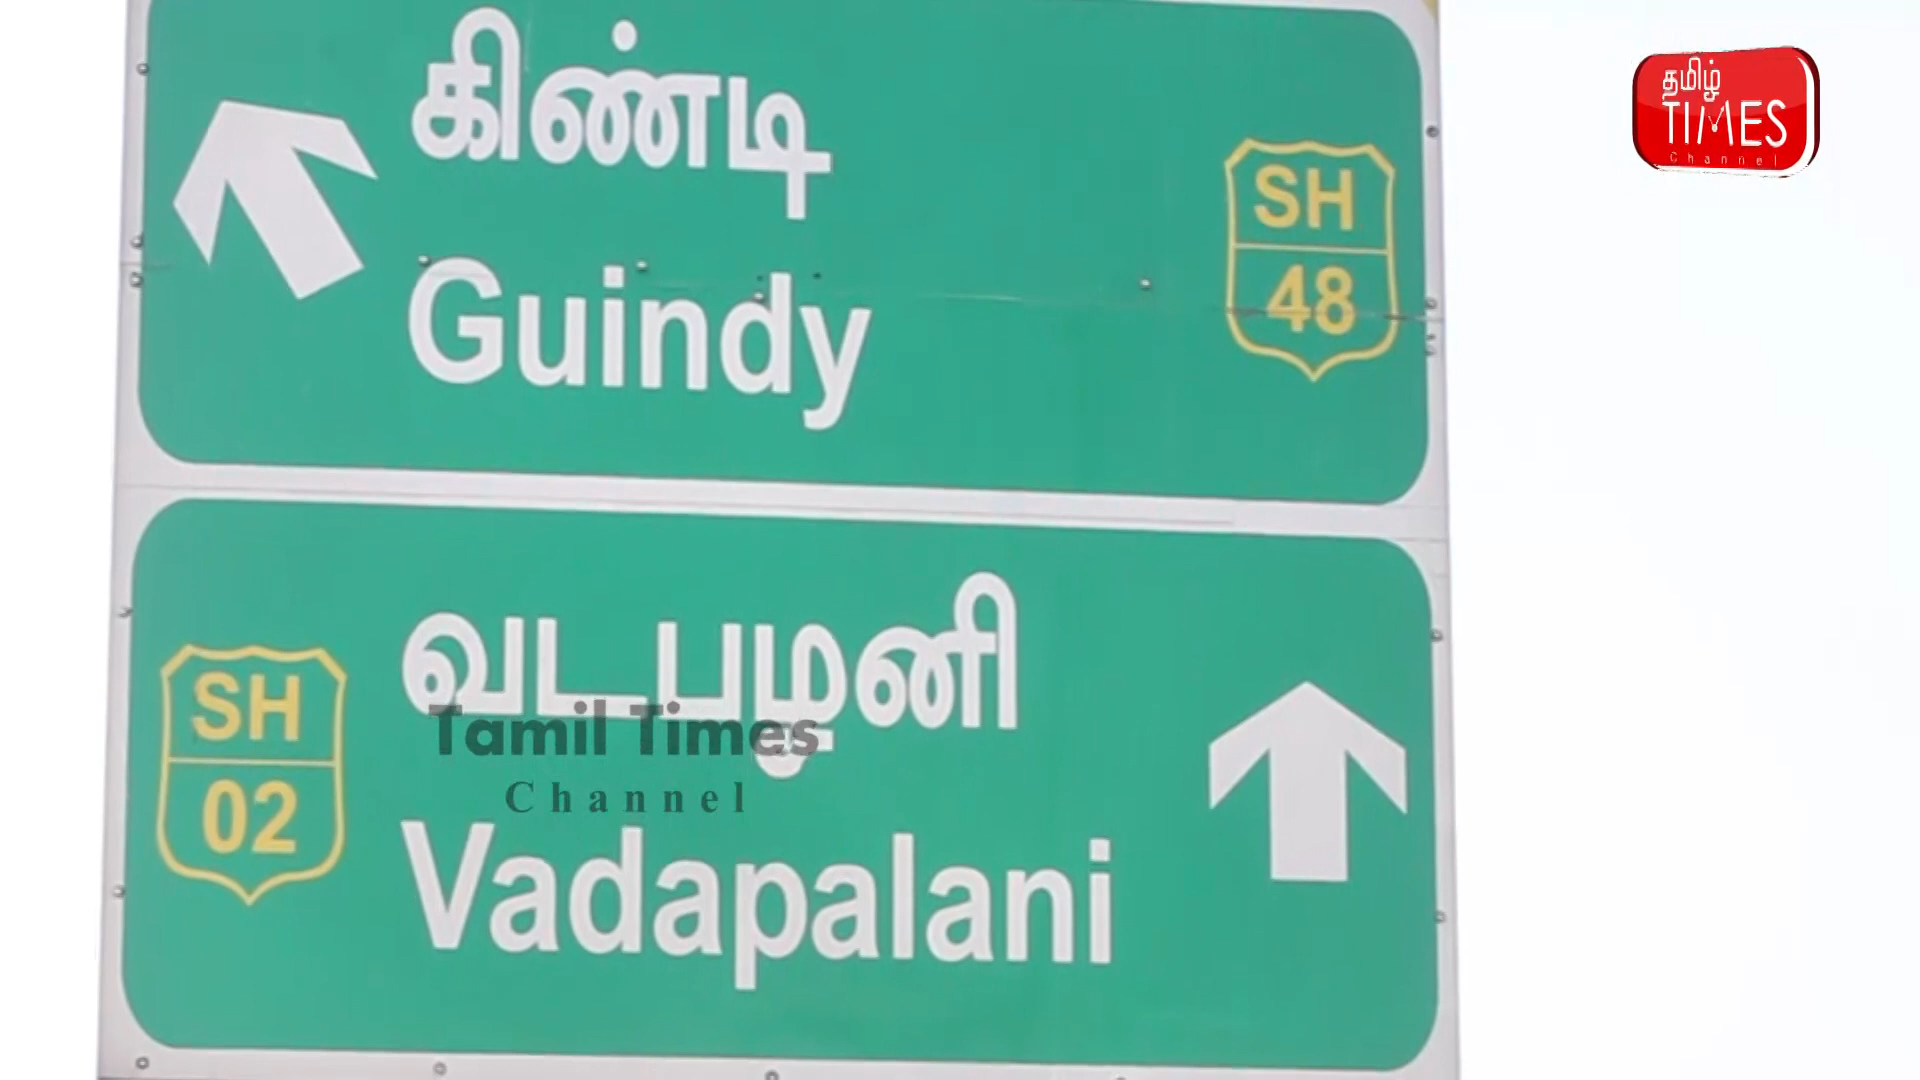 கிண்டி
Guindy
SH
48
வடபழனி
Vadapalani
SH
02
தமிழ்
TIMES
Channel
Tamil Times
Channel